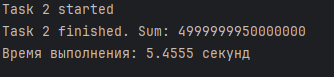 Task 2 started
Task 2 finished. Sum: 4999999950000000
Время выполнения: 5.4555 секунд